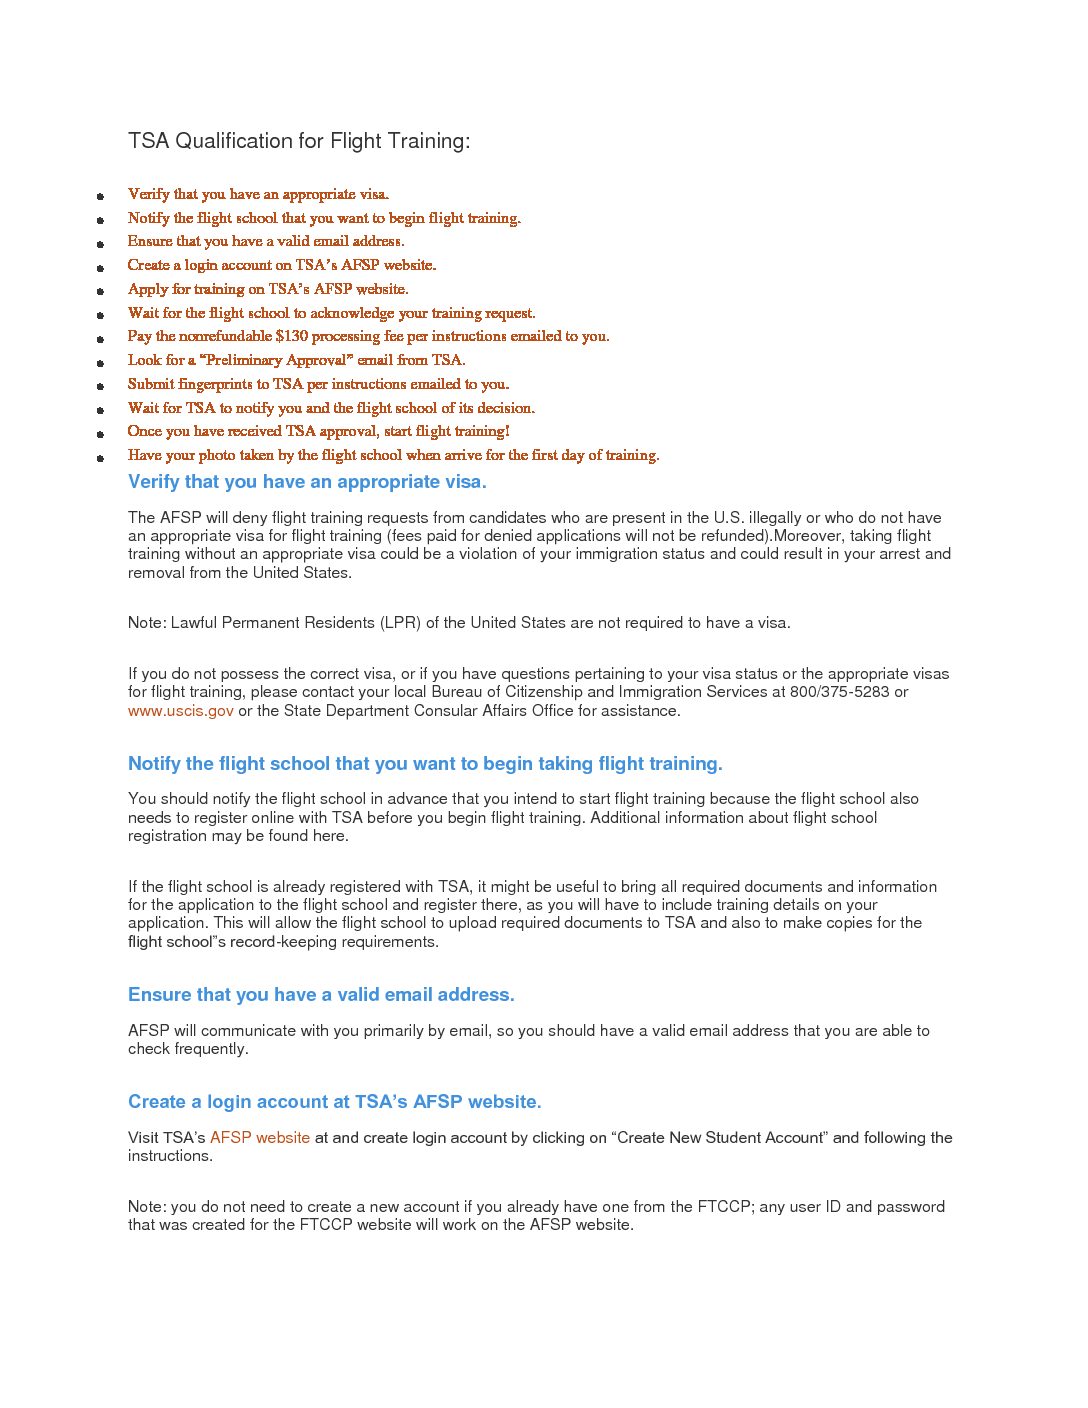 TSA Qualification for Flight Training:
• Verify that you have an appropriate visa.
• Notify the flight school that you want to begin flight training.
• Ensure that you have a valid email address.
• Create a login account on TSA’s AFSP website.
• Apply for training on TSA’s AFSP website.
• Wait for the flight school to acknowledge your training request.
• Pay the nonrefundable $130 processing fee per instructions emailed to you.
• Look for a “Preliminary Approval” email from TSA.
• Submit fingerprints to TSA per instructions emailed to you.
• Wait for TSA to notify you and the flight school of its decision.
• Once you have received TSA approval, start flight training!
• Have your photo taken by the flight school when arrive for the first day of training.
Verify that you have an appropriate visa.
The AFSP will deny flight training requests from candidates who are present in the U.S. illegally or who do not have
an appropriate visa for flight training (fees paid for denied applications will not be refunded).Moreover, taking flight
training without an appropriate visa could be a violation of your immigration status and could result in your arrest and
removal from the United States.
Note: Lawful Permanent Residents (LPR) of the United States are not required to have a visa.
If you do not possess the correct visa, or if you have questions pertaining to your visa status or the appropriate visas
for flight training, please contact your local Bureau of Citizenship and Immigration Services at 800/375-5283 or
www.uscis.gov or the State Department Consular Affairs Office for assistance.
Notify the flight school that you want to begin taking flight training.
You should notify the flight school in advance that you intend to start flight training because the flight school also
needs to register online with TSA before you begin flight training. Additional information about flight school
registration may be found here.
If the flight school is already registered with TSA, it might be useful to bring all required documents and information
for the application to the flight school and register there, as you will have to include training details on your
application. This will allow the flight school to upload required documents to TSA and also to make copies for the
flight school”s record-keeping requirements.
Ensure that you have a valid email address.
AFSP will communicate with you primarily by email, so you should have a valid email address that you are able to
check frequently.
Create a login account at TSA’s AFSP website.
Visit TSA’s AFSP website at and create login account by clicking on “Create New Student Account” and following the
instructions.
Note: you do not need to create a new account if you already have one from the FTCCP; any user ID and password
that was created for the FTCCP website will work on the AFSP website.